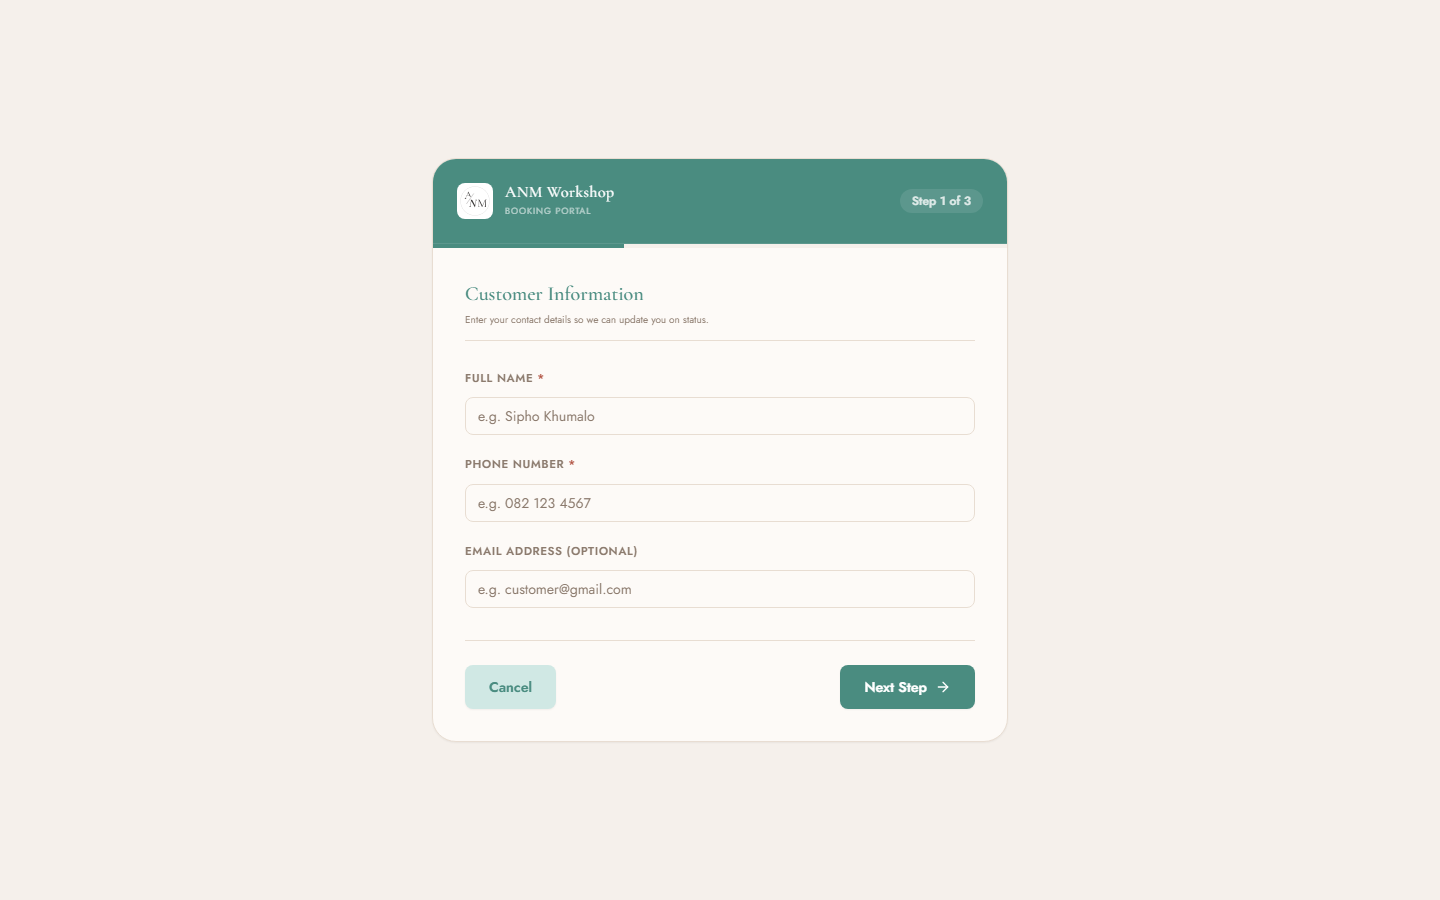 ANM
ANM Workshop
BOOKING PORTAL
Step 1 of 3
Customer Information
Enter your contact details so we can update you on status.
FULL NAME *
e.g. Sipho Khumalo
PHONE NUMBER *
e.g. 082 123 4567
EMAIL ADDRESS (OPTIONAL)
e.g. customer@gmail.com
Cancel
Next Step →